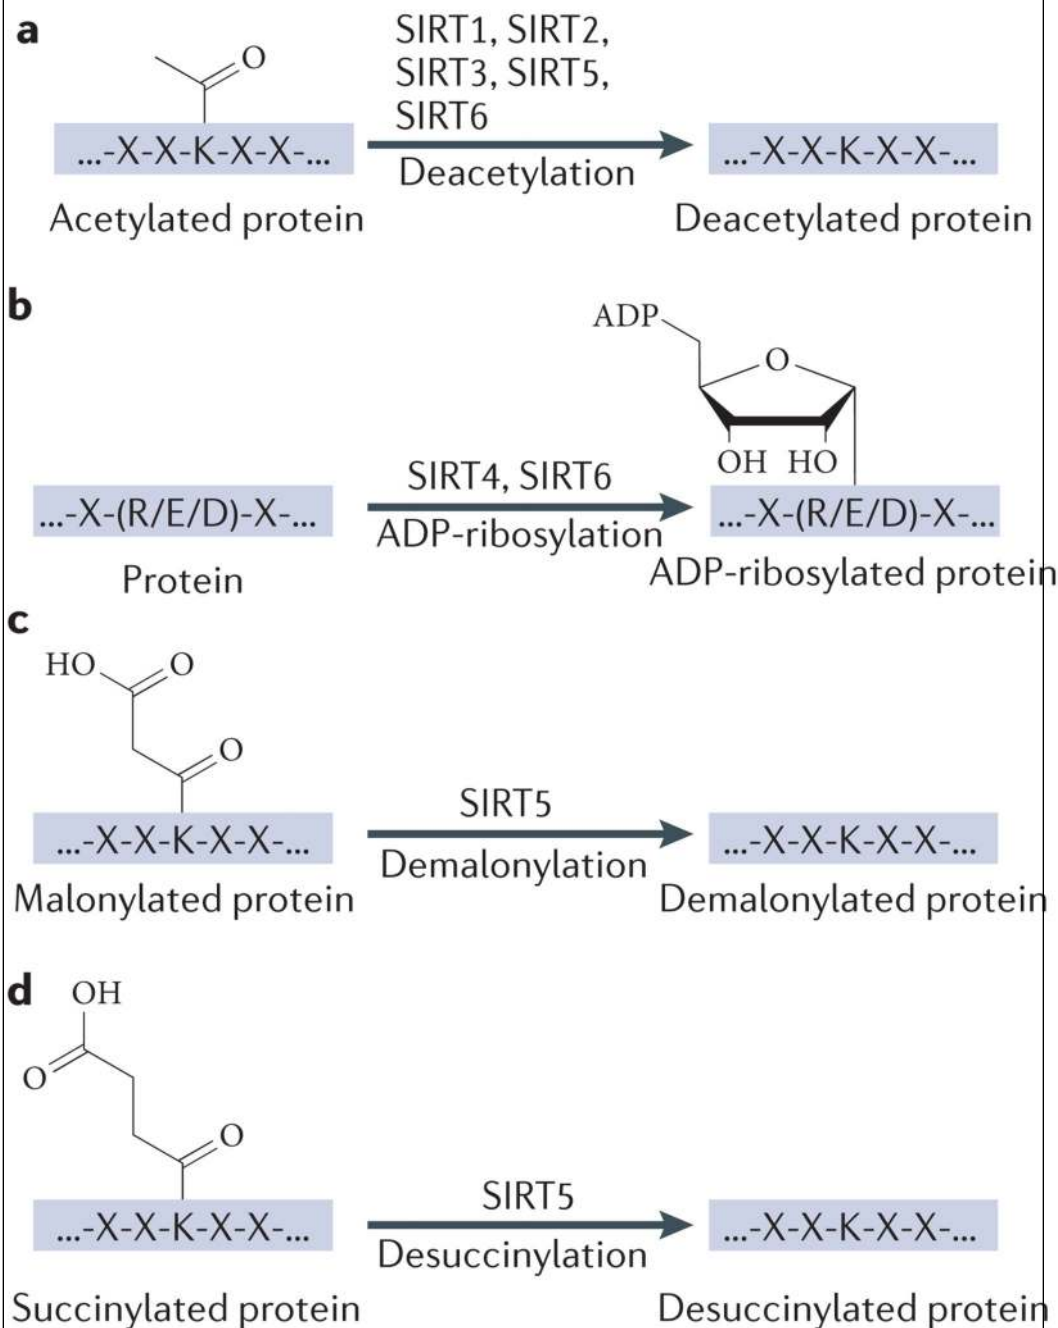 a
O
SIRT1, SIRT2,
SIRT3, SIRT5,
SIRT6
...-X-X-K-X-X-...
Deacetylation
...-X-X-K-X-X-...
Acetylated protein
Deacetylated protein
b
ADP
O
OH HO
SIRT4, SIRT6
...-X-(R/E/D)-X-...
ADP-ribosylation
...-X-(R/E/D)-X-...
Protein
ADP-ribosylated protein
c
HO
O
O
SIRT5
...-X-X-K-X-X-...
Demalonylation
...-X-X-K-X-X-...
Malonylated protein
Demalonylated protein
d
OH
O
O
SIRT5
...-X-X-K-X-X-...
Desuccinylation
...-X-X-K-X-X-...
Succinylated protein
Desuccinylated protein